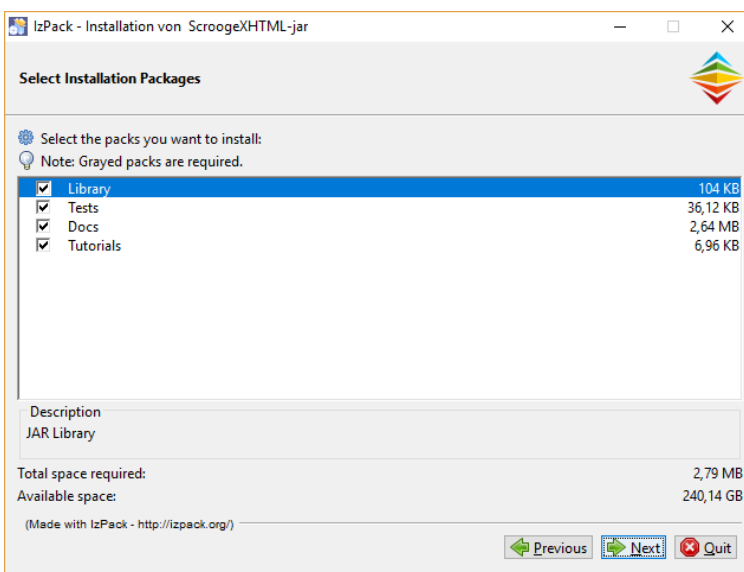 IzPack - Installation von ScroogeXHTML-jar
Select Installation Packages
Select the packs you want to install:
Note: Grayed packs are required.
Library 104 KB
Tests 36,12 KB
Docs 2,64 MB
Tutorials 6,96 KB
Description
JAR Library
Total space required: 2,79 MB
Available space: 240,14 GB
(Made with IzPack - http://izpack.org/)
Previous Next Quit